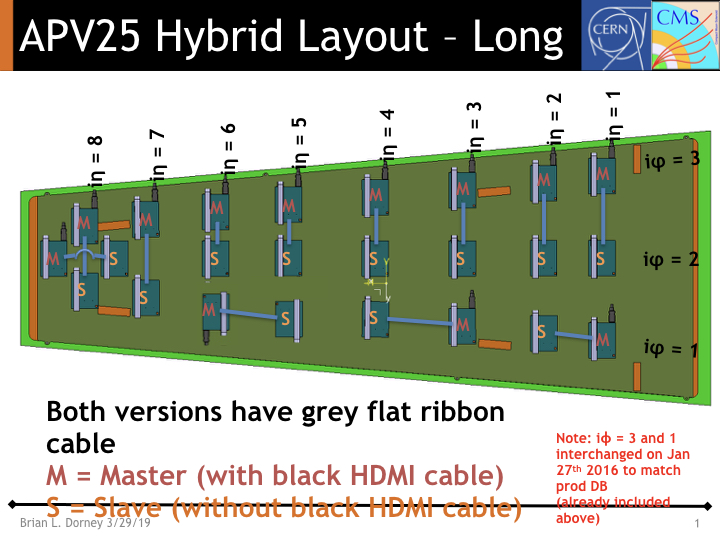 APV25 Hybrid Layout – Long
CERN
CMS
iη = 8
iη = 7
iη = 6
iη = 5
iη = 4
iη = 3
iη = 2
iη = 1
iφ = 3
M
M
M
M
M
M
M
M
iφ = 2
M
S
S
S
S
S
S
S
Y
y
iφ = 1
S
S
M
S
S
M
S
M
Both versions have grey flat ribbon
cable
M = Master (with black HDMI cable)
S = Slave (without black HDMI cable)
Note: iϕ = 3 and 1
interchanged on Jan
27th 2016 to match
prod DB
(already included
above)
Brian L. Dorney 3/29/19
1